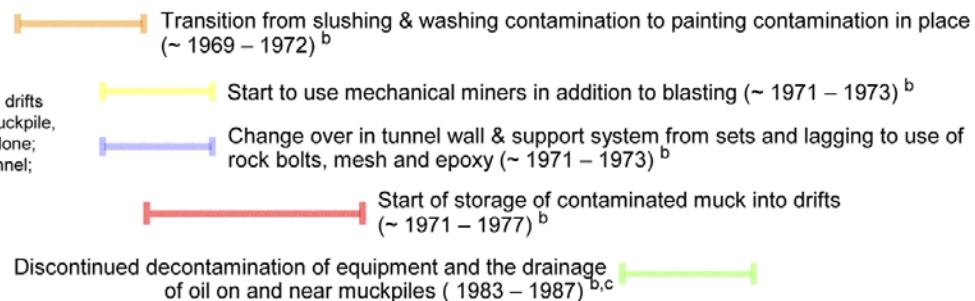 Transition from slushing & washing contamination to painting contamination in place
(~ 1969 – 1972) b
Start to use mechanical miners in addition to blasting (~ 1971 – 1973) b
drifts
Change over in tunnel wall & support system from sets and lagging to use of
rock bolts, mesh and epoxy (~ 1971 – 1973) b
Start of storage of contaminated muck into drifts
(~ 1971 – 1977) b
Discontinued decontamination of equipment and the drainage
of oil on and near muckpiles ( 1983 – 1987) b,c